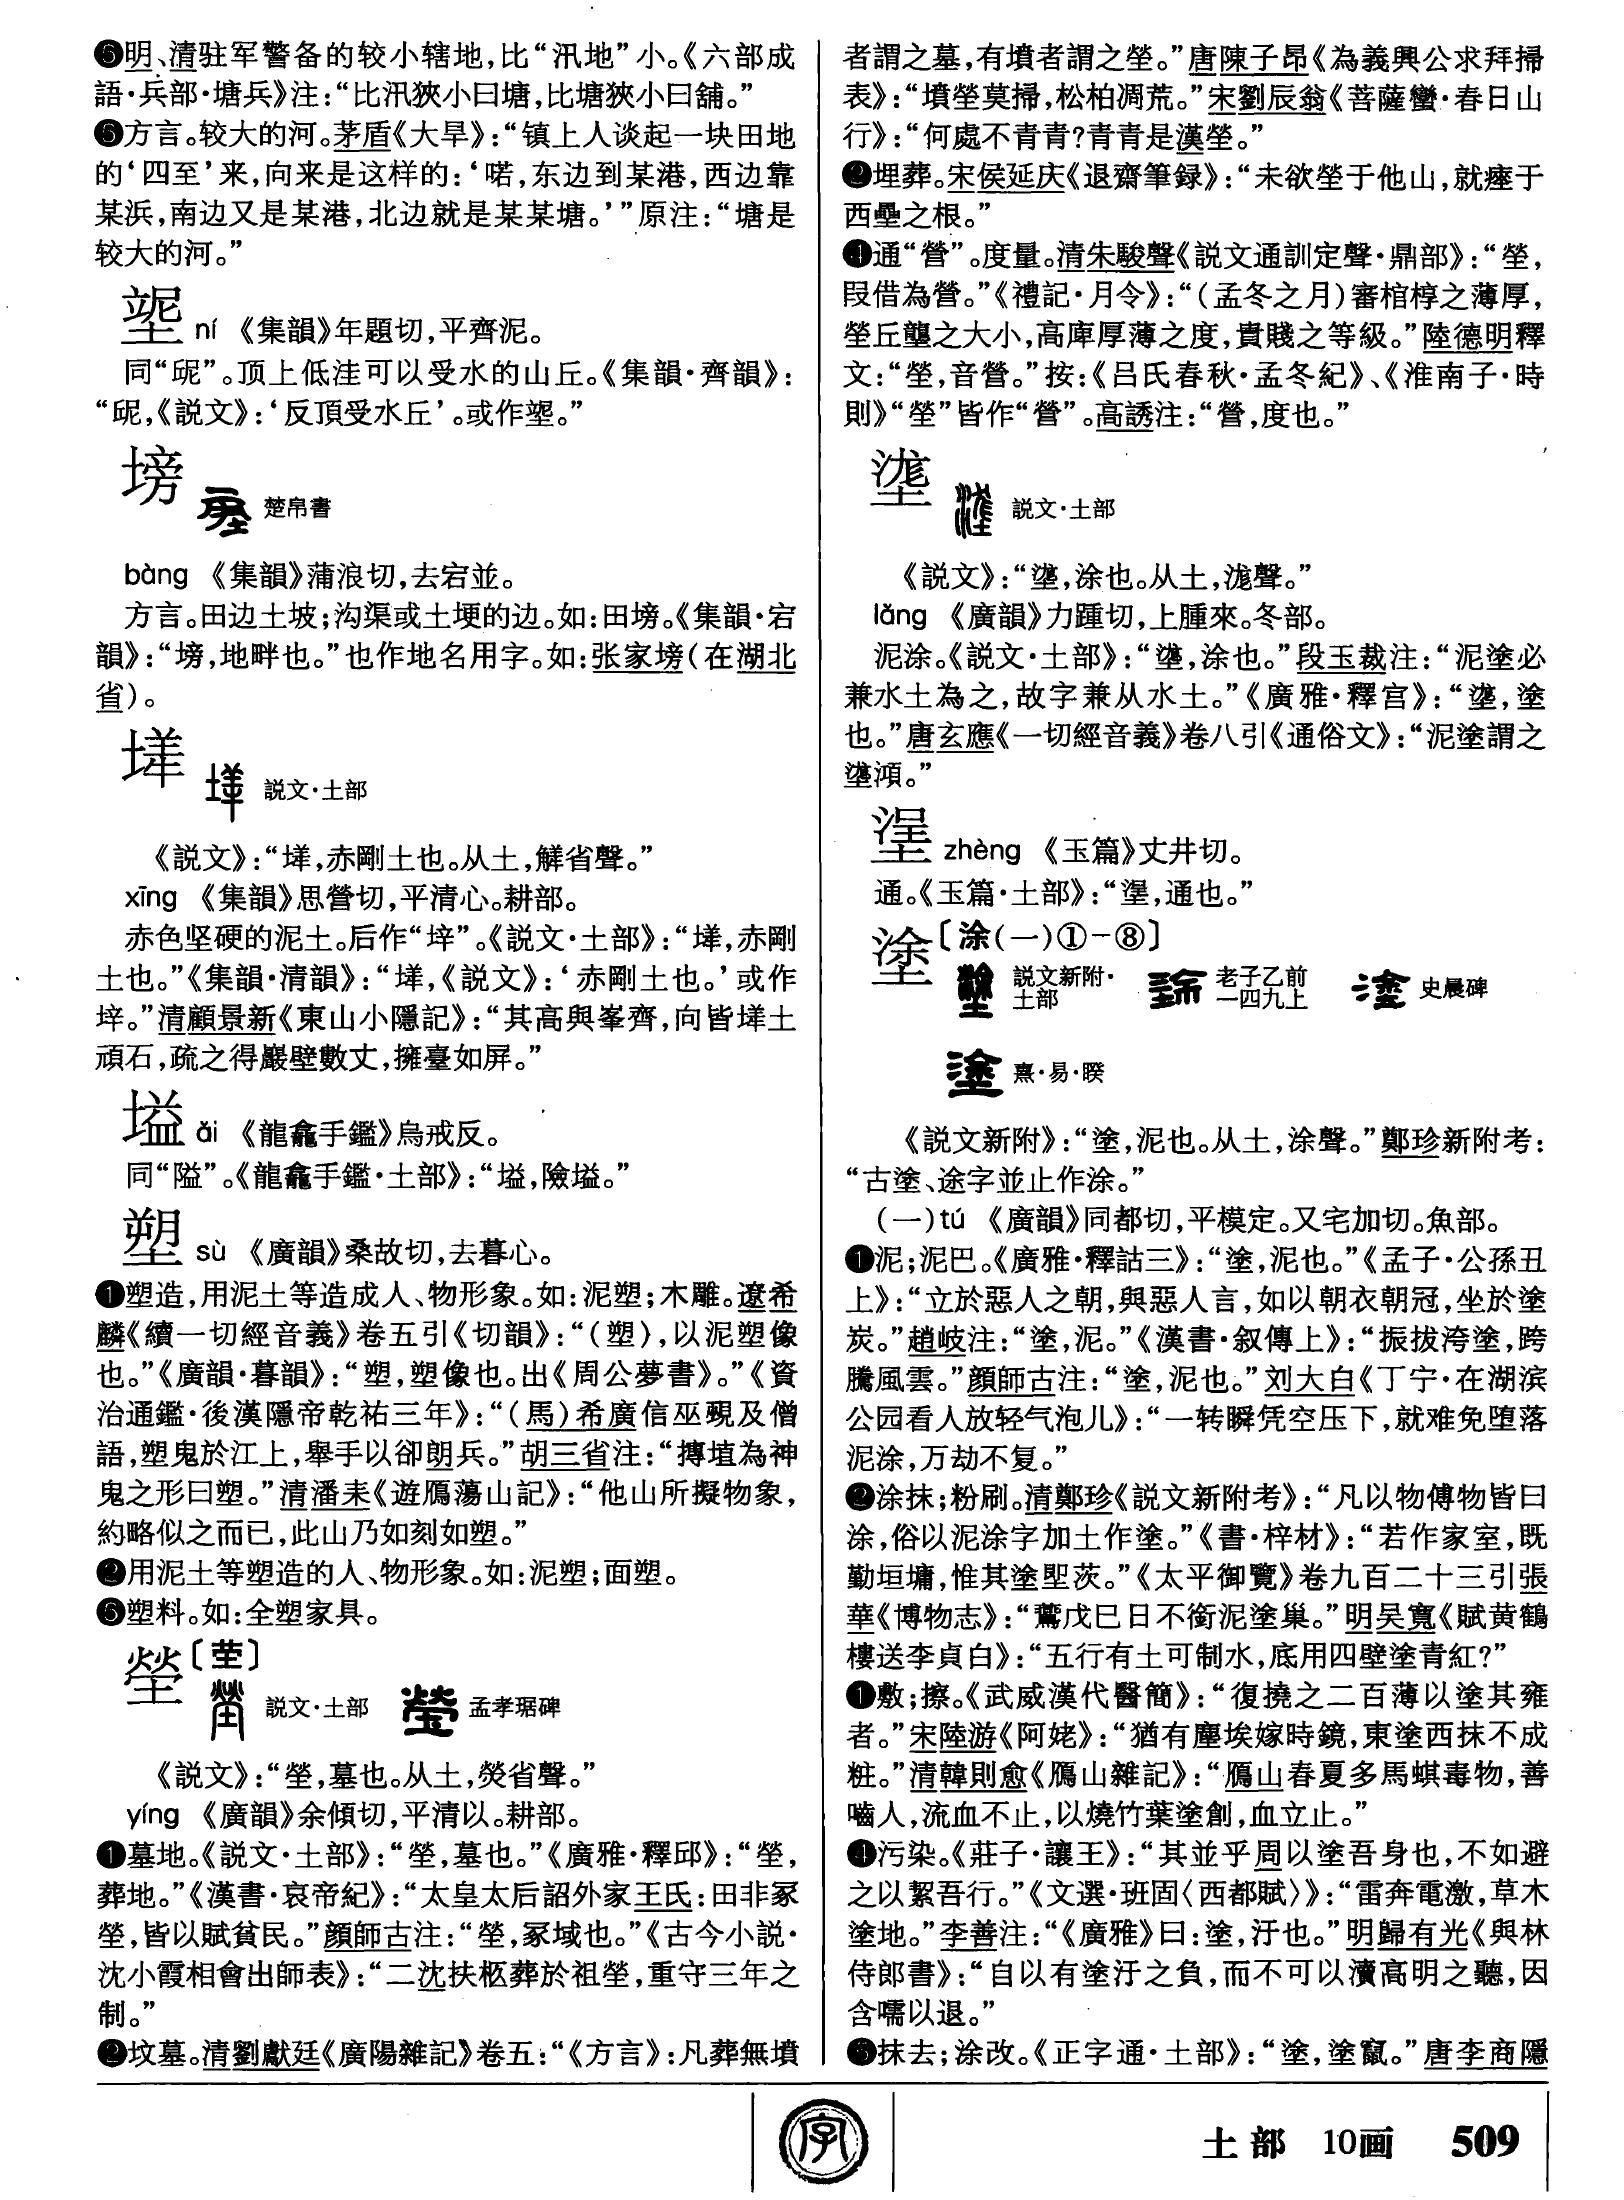 ❺明、清驻军警备的较小辖地，比“汛地”小。《六部成
語·兵部·塘兵》注：“比汛狹小曰塘，比塘狹小曰舖。”
❻方言。较大的河。茅盾《大旱》：“镇上人谈起一块田地
的‘四至’来，向来是这样的：‘喏，东边到某港，西边靠
某浜，南边又是某港，北边就是某某塘。’”原注：“塘是
较大的河。”
𡏾 ní 《集韻》年題切，平齊泥。
同“𡊴”。顶上低洼可以受水的山丘。《集韻·齊韻》：
“𡊴，《説文》：‘反頂受水丘’。或作𡏾。”
塝 楚帛書
bàng 《集韻》蒲浪切，去宕並。
方言。田边土坡；沟渠或土埂的边。如：田塝。《集韻·宕
韻》：“塝，地畔也。”也作地名用字。如：张家塝（在湖北
省）。
説文·土部
《説文》：“，赤剛土也。从土，觲省聲。”
xīng 《集韻》思營切，平清心。耕部。
赤色坚硬的泥土。后作“垶”。《説文·土部》：“，赤剛
土也。”《集韻·清韻》：“，《説文》：‘赤剛土也。’或作
垶。”清顧景新《東山小隱記》：“其高與峯齊，向皆土
頑石，疏之得巖壁數丈，擁臺如屏。”
塧 ǎi 《龍龕手鑑》烏戒反。
同“隘”。《龍龕手鑑·土部》：“塧，險塧。”
塑 sù 《廣韻》桑故切，去暮心。
❶塑造，用泥土等造成人、物形象。如：泥塑；木雕。遼希
麟《續一切經音義》卷五引《切韻》：“（塑），以泥塑像
也。”《廣韻·暮韻》：“塑，塑像也。出《周公夢書》。”《資
治通鑑·後漢隱帝乾祐三年》：“（馬）希廣信巫覡及僧
語，塑鬼於江上，舉手以卻朗兵。”胡三省注：“摶埴為神
鬼之形曰塑。”清潘耒《遊鴈蕩山記》：“他山所擬物象，
約略似之而已，此山乃如刻如塑。”
❷用泥土等塑造的人、物形象。如：泥塑；面塑。
❸塑料。如：全塑家具。
塋〔茔〕
説文·土部 孟孝琚碑
《説文》：“塋，墓也。从土，熒省聲。”
yíng 《廣韻》余傾切，平清以。耕部。
❶墓地。《説文·土部》：“塋，墓也。”《廣雅·釋邱》：“塋，
葬地。”《漢書·哀帝紀》：“太皇太后詔外家王氏：田非冢
塋，皆以賦貧民。”顔師古注：“塋，冢域也。”《古今小説·
沈小霞相會出師表》：“二沈扶柩葬於祖塋，重守三年之
制。”
❷坟墓。清劉獻廷《廣陽雜記》卷五：“《方言》：凡葬無墳
者謂之墓，有墳者謂之塋。”唐陳子昂《為義興公求拜掃
表》：“墳塋莫掃，松柏凋荒。”宋劉辰翁《菩薩蠻·春日山
行》：“何處不青青?青青是漢塋。”
❸埋葬。宋侯延庆《退齋筆録》：“未欲塋于他山，就瘞于
西壘之根。”
❹通“營”。度量。清朱駿聲《説文通訓定聲·鼎部》：“塋，
叚借為營。”《禮記·月令》：“（孟冬之月）審棺椁之薄厚，
塋丘壟之大小，高庳厚薄之度，貴賤之等級。”陸德明釋
文：“塋，音營。”按：《吕氏春秋·孟冬紀》、《淮南子·時
則》“塋”皆作“營”。高誘注：“營，度也。”
𡏢 説文·土部
《説文》：“𡏢，涂也。从土，浝聲。”
lǎng 《廣韻》力踵切，上腫來。冬部。
泥涂。《説文·土部》：“𡏢，涂也。”段玉裁注：“泥塗必
兼水土為之，故字兼从水土。”《廣雅·釋宫》：“𡏢，塗
也。”唐玄應《一切經音義》卷八引《通俗文》：“泥塗謂之
𡏢澒。”
塣 zhèng 《玉篇》丈井切。
通。《玉篇·土部》：“塣，通也。”
塗〔涂(一)①-⑧〕
説文新附·土部 老子乙前一四九上 史晨碑
熹·易·睽
《説文新附》：“塗，泥也。从土，涂聲。”鄭珍新附考：
“古塗、途字並止作涂。”
（一）tú 《廣韻》同都切，平模定。又宅加切。魚部。
❶泥；泥巴。《廣雅·釋詁三》：“塗，泥也。”《孟子·公孫丑
上》：“立於惡人之朝，與惡人言，如以朝衣朝冠，坐於塗
炭。”趙岐注：“塗，泥。”《漢書·叙傳上》：“振拔洿塗，跨
騰風雲。”顔師古注：“塗，泥也。”刘大白《丁宁·在湖滨
公园看人放轻气泡儿》：“一转瞬凭空压下，就难免堕落
泥涂，万劫不复。”
❷涂抹；粉刷。清鄭珍《説文新附考》：“凡以物傅物皆曰
涂，俗以泥涂字加土作塗。”《書·梓材》：“若作家室，既
勤垣墉，惟其塗塈茨。”《太平御覽》卷九百二十三引張
華《博物志》：“鷰戊巳日不銜泥塗巢。”明吴寬《賦黄鶴
樓送李貞白》：“五行有土可制水，底用四壁塗青紅?”
❸敷；擦。《武威漢代醫簡》：“復撓之二百薄以塗其雍
者。”宋陸游《阿姥》：“猶有塵埃嫁時鏡，東塗西抹不成
粧。”清韓則愈《鴈山雜記》：“鴈山春夏多馬蜞毒物，善
嚙人，流血不止，以燒竹葉塗創，血立止。”
❹污染。《莊子·讓王》：“其並乎周以塗吾身也，不如避
之以絜吾行。”《文選·班固〈西都賦〉》：“雷奔電激，草木
塗地。”李善注：“《廣雅》曰：塗，汙也。”明歸有光《與林
侍郎書》：“自以有塗汙之負，而不可以瀆高明之聽，因
含嚅以退。”
❺抹去；涂改。《正字通·土部》：“塗，塗竄。”唐李商隱
字
土部 10画 509